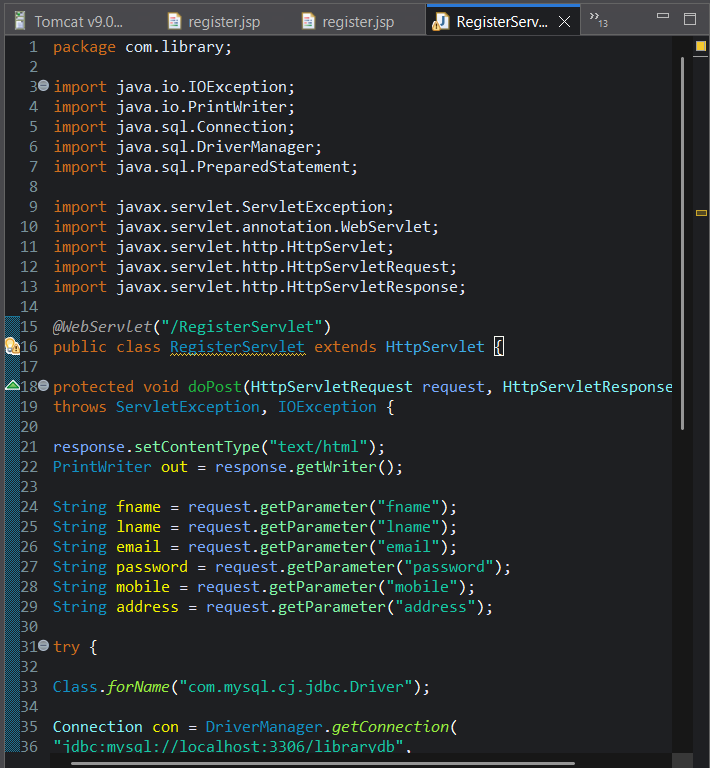 Tomcat v9.0...
register.jsp
register.jsp
RegisterServ...
»13
1 package com.library;
2
3 import java.io.IOException;
4 import java.io.PrintWriter;
5 import java.sql.Connection;
6 import java.sql.DriverManager;
7 import java.sql.PreparedStatement;
8
9 import javax.servlet.ServletException;
10 import javax.servlet.annotation.WebServlet;
11 import javax.servlet.http.HttpServlet;
12 import javax.servlet.http.HttpServletRequest;
13 import javax.servlet.http.HttpServletResponse;
14
15 @WebServlet("/RegisterServlet")
16 public class RegisterServlet extends HttpServlet {
17
18 protected void doPost(HttpServletRequest request, HttpServletResponse
19 throws ServletException, IOException {
20
21 response.setContentType("text/html");
22 PrintWriter out = response.getWriter();
23
24 String fname = request.getParameter("fname");
25 String lname = request.getParameter("lname");
26 String email = request.getParameter("email");
27 String password = request.getParameter("password");
28 String mobile = request.getParameter("mobile");
29 String address = request.getParameter("address");
30
31 try {
32
33 Class.forName("com.mysql.cj.jdbc.Driver");
34
35 Connection con = DriverManager.getConnection(
36 "jdbc:mysql://localhost:3306/librarydb",